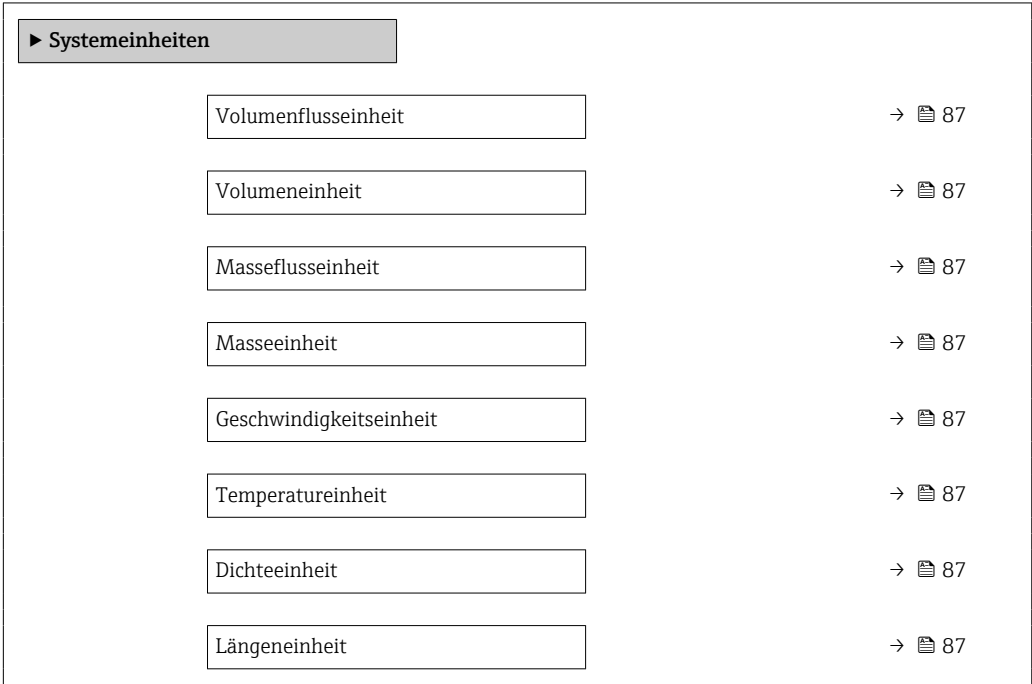 ▶ Systemeinheiten
Volumenflusseinheit → 87
Volumeneinheit → 87
Masseflusseinheit → 87
Masseeinheit → 87
Geschwindigkeitseinheit → 87
Temperatureinheit → 87
Dichteeinheit → 87
Längeneinheit → 87